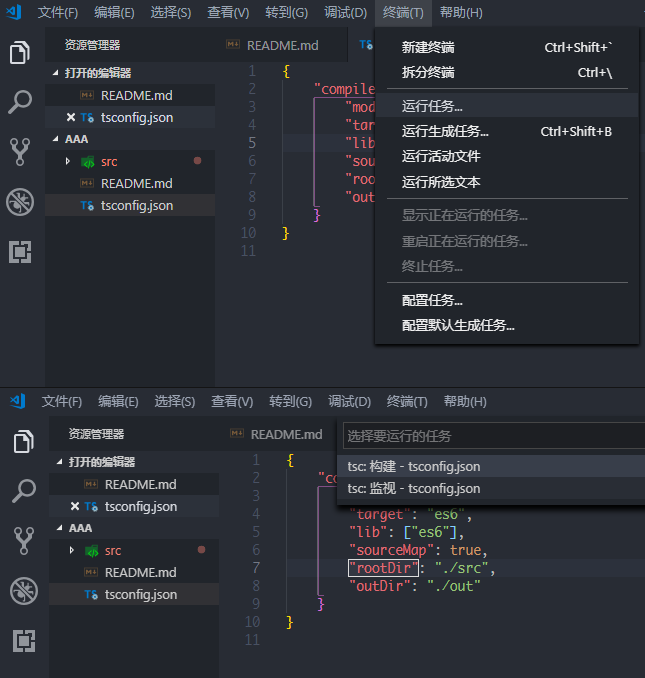 文件(F) 编辑(E) 选择(S) 查看(V) 转到(G) 调试(D) 终端(T) 帮助(H)
资源管理器
打开的编辑器
README.md
tsconfig.json
AAA
src
README.md
tsconfig.json
README.md
1 {
2 "compile
3 "mod
4 "tar
5 "lib
6 "sou
7 "roo
8 "out
9 }
10 }
11
新建终端 Ctrl+Shift+`
拆分终端 Ctrl+\
运行任务...
运行生成任务... Ctrl+Shift+B
运行活动文件
运行所选文本
显示正在运行的任务...
重启正在运行的任务...
终止任务...
配置任务...
配置默认生成任务...
文件(F) 编辑(E) 选择(S) 查看(V) 转到(G) 调试(D) 终端(T) 帮助(H)
资源管理器
打开的编辑器
README.md
tsconfig.json
AAA
src
README.md
tsconfig.json
README.md
选择要运行的任务
tsc: 构建 - tsconfig.json
tsc: 监视 - tsconfig.json
1 {
2 "co
3
4 "target": "es6",
5 "lib": ["es6"],
6 "sourceMap": true,
7 "rootDir": "./src",
8 "outDir": "./out"
9 }
10 }
11